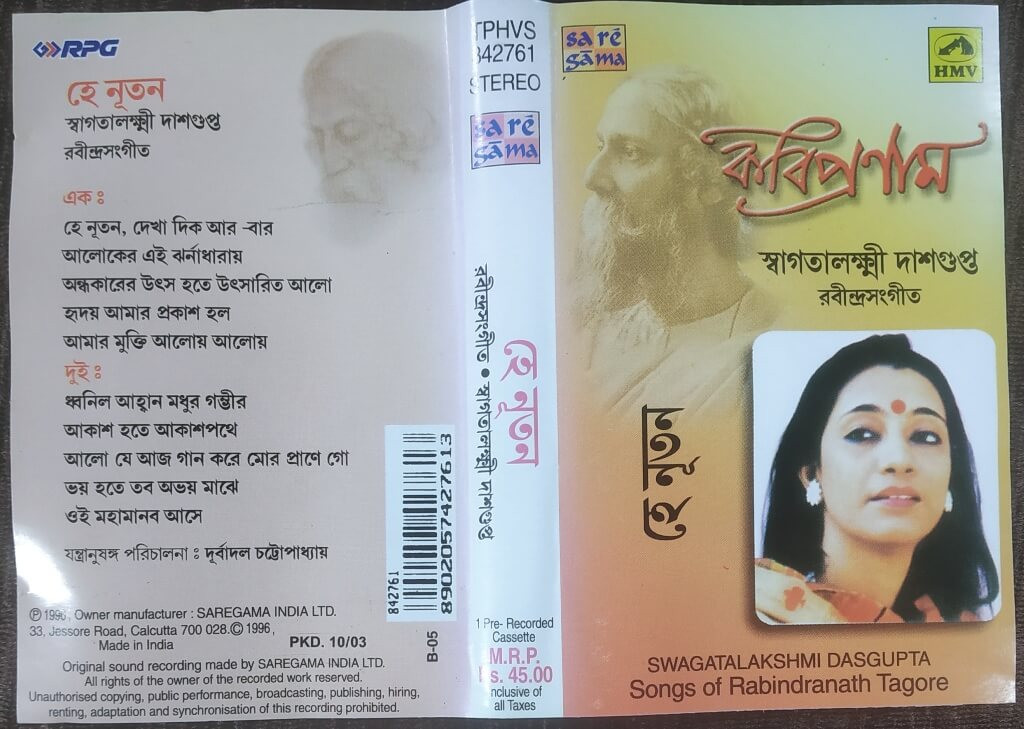 RPG
হে নূতন
স্বাগতালক্ষ্মী দাশগুপ্ত
রবীন্দ্রসংগীত
এক :
হে নূতন, দেখা দিক আর -বার
আলোকের এই ঝর্নাধারায়
অন্ধকারের উৎস হতে উৎসারিত আলো
হৃদয় আমার প্রকাশ হল
আমার মুক্তি আলোয় আলোয়
দুই :
ধ্বনিল আহ্বান মধুর গম্ভীর
আকাশ হতে আকাশপথে
আলো যে আজ গান করে মোর প্রাণে গো
ভয় হতে তব অভয় মাঝে
ওই মহামানব আসে
যন্ত্রানুষঙ্গ পরিচালনা : দূর্বাদল চট্টোপাধ্যায়
842761
8902057427613
B-05
℗ 1996, Owner manufacturer : SAREGAMA INDIA LTD.
33, Jessore Road, Calcutta 700 028.© 1996,
Made in India
PKD. 10/03
Original sound recording made by SAREGAMA INDIA LTD.
All rights of the owner of the recorded work reserved.
Unauthorised copying, public performance, broadcasting, publishing, hiring,
renting, adaptation and synchronisation of this recording prohibited.
TPHVS
842761
STEREO
sa rē
gā ma
হে নূতন
রবীন্দ্রসংগীত • স্বাগতালক্ষ্মী দাশগুপ্ত
1 Pre- Recorded
Cassette
M.R.P.
Rs. 45.00
Inclusive of
all Taxes
sa rē
gā ma
HMV
কবিপ্রণাম
স্বাগতালক্ষ্মী দাশগুপ্ত
রবীন্দ্রসংগীত
হে নূতন
SWAGATALAKSHMI DASGUPTA
Songs of Rabindranath Tagore